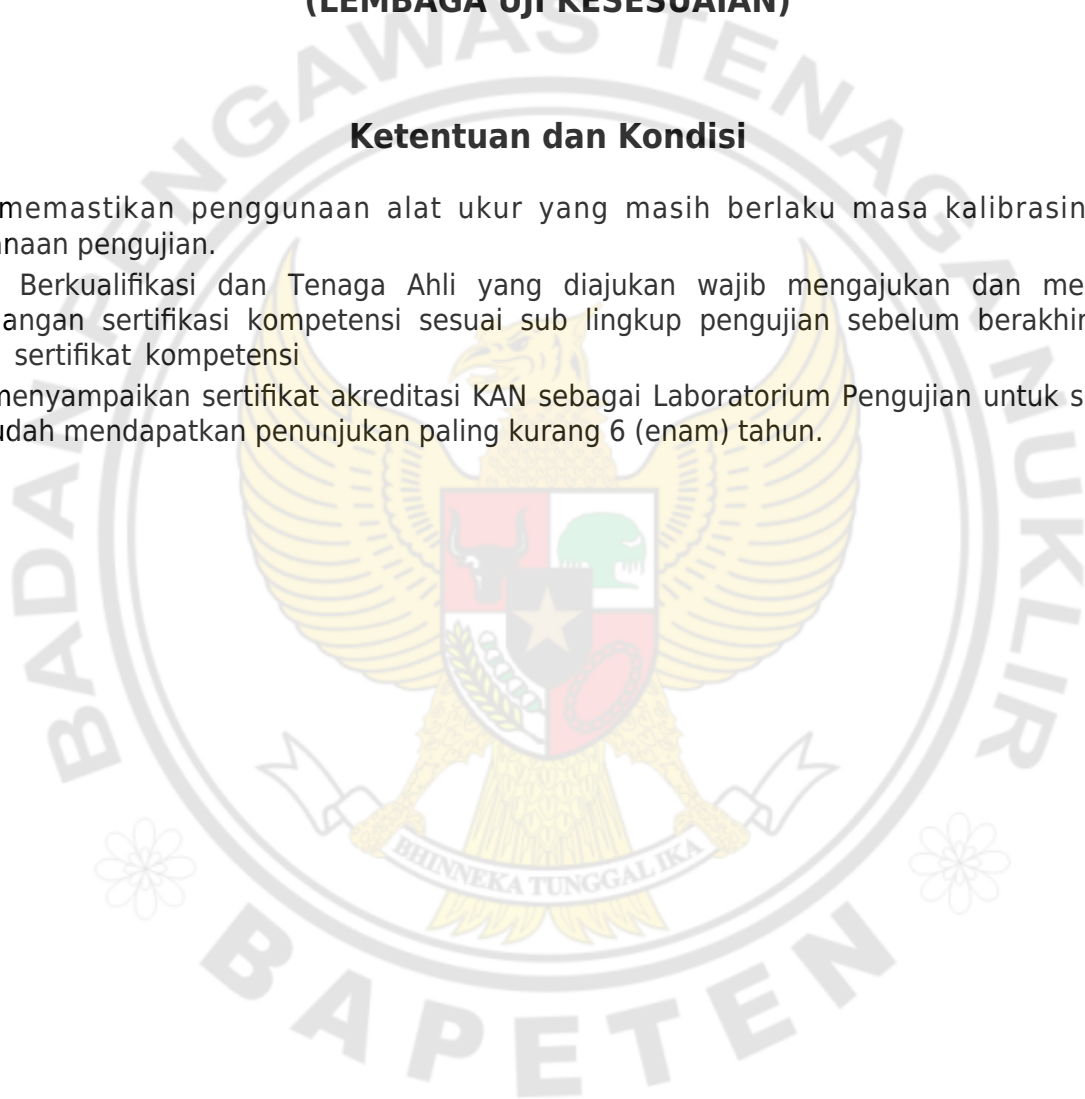 (LEMBAGA UJI KESESUAIAN)
Ketentuan dan Kondisi
memastikan penggunaan alat ukur yang masih berlaku masa kalibrasin
naan pengujian.
Berkualifikasi dan Tenaga Ahli yang diajukan wajib mengajukan dan me
angan sertifikasi kompetensi sesuai sub lingkup pengujian sebelum berakhir
sertifikat kompetensi
menyampaikan sertifikat akreditasi KAN sebagai Laboratorium Pengujian untuk s
udah mendapatkan penunjukan paling kurang 6 (enam) tahun.
BADAN PENGAWAS TENAGA NUKLIR
BHINNEKA TUNGGAL IKA
BAPETEN